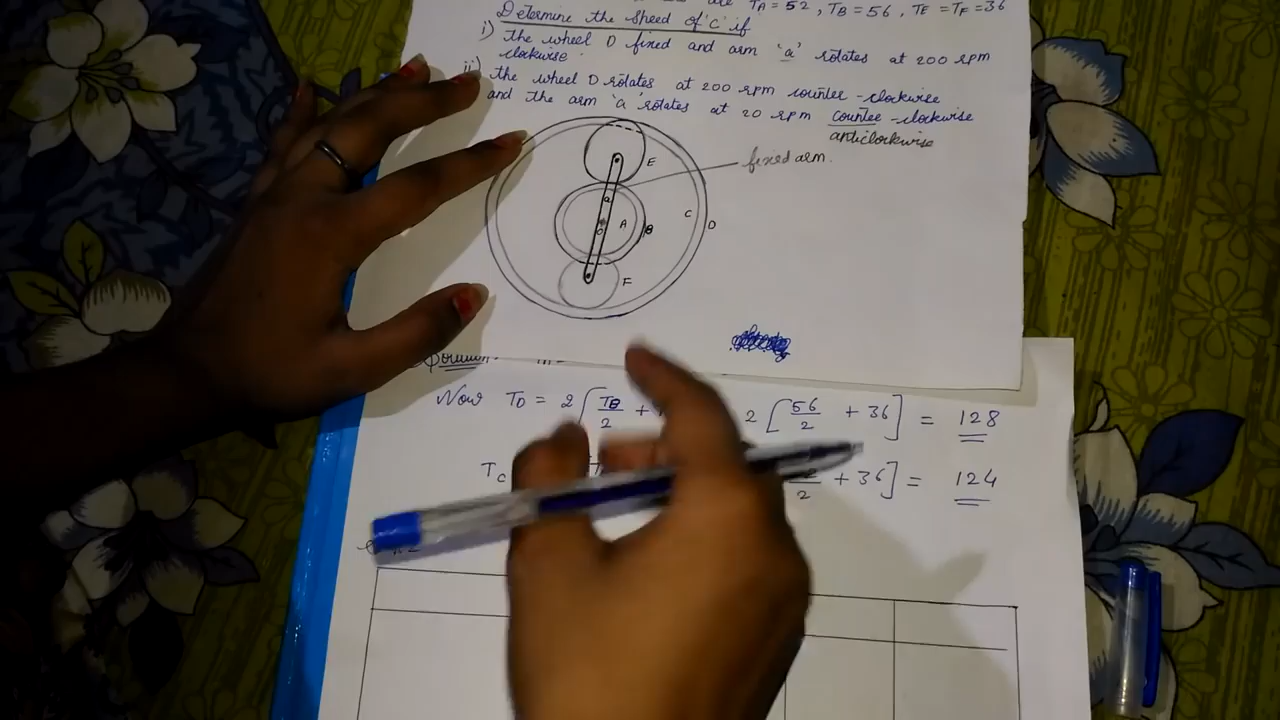 TA = 52, TB = 56, TE = TF = 36
Determine the speed of 'C' if
i) the wheel D fixed and arm 'a' rotates at 200 rpm
clockwise.
ii) the wheel D rotates at 200 rpm counter-clockwise
and the arm 'a rotates at 20 rpm counter-clockwise
anticlockwise
fixed arm.
E
a
C
D
A
B
F
Now TD = 2[TB/2 + 2[56/2 + 36] = 128
TC + 36] = 124
2